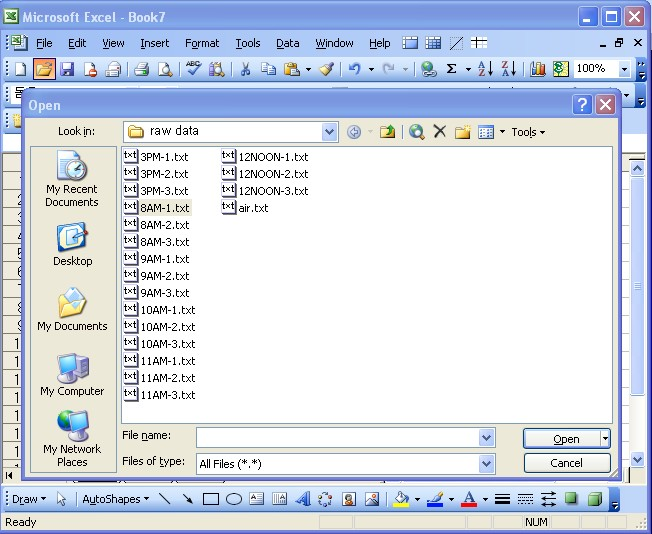 Microsoft Excel - Book7
File Edit View Insert Format Tools Data Window Help
100%
Open
Look in: raw data Tools
My Recent
Documents
Desktop
My Documents
My Computer
My Network
Places
3PM-1.txt
3PM-2.txt
3PM-3.txt
8AM-1.txt
8AM-2.txt
8AM-3.txt
9AM-1.txt
9AM-2.txt
9AM-3.txt
10AM-1.txt
10AM-2.txt
10AM-3.txt
11AM-1.txt
11AM-2.txt
11AM-3.txt
12NOON-1.txt
12NOON-2.txt
12NOON-3.txt
air.txt
File name:
Open
Files of type: All Files (*.*)
Cancel
Draw AutoShapes
Ready NUM